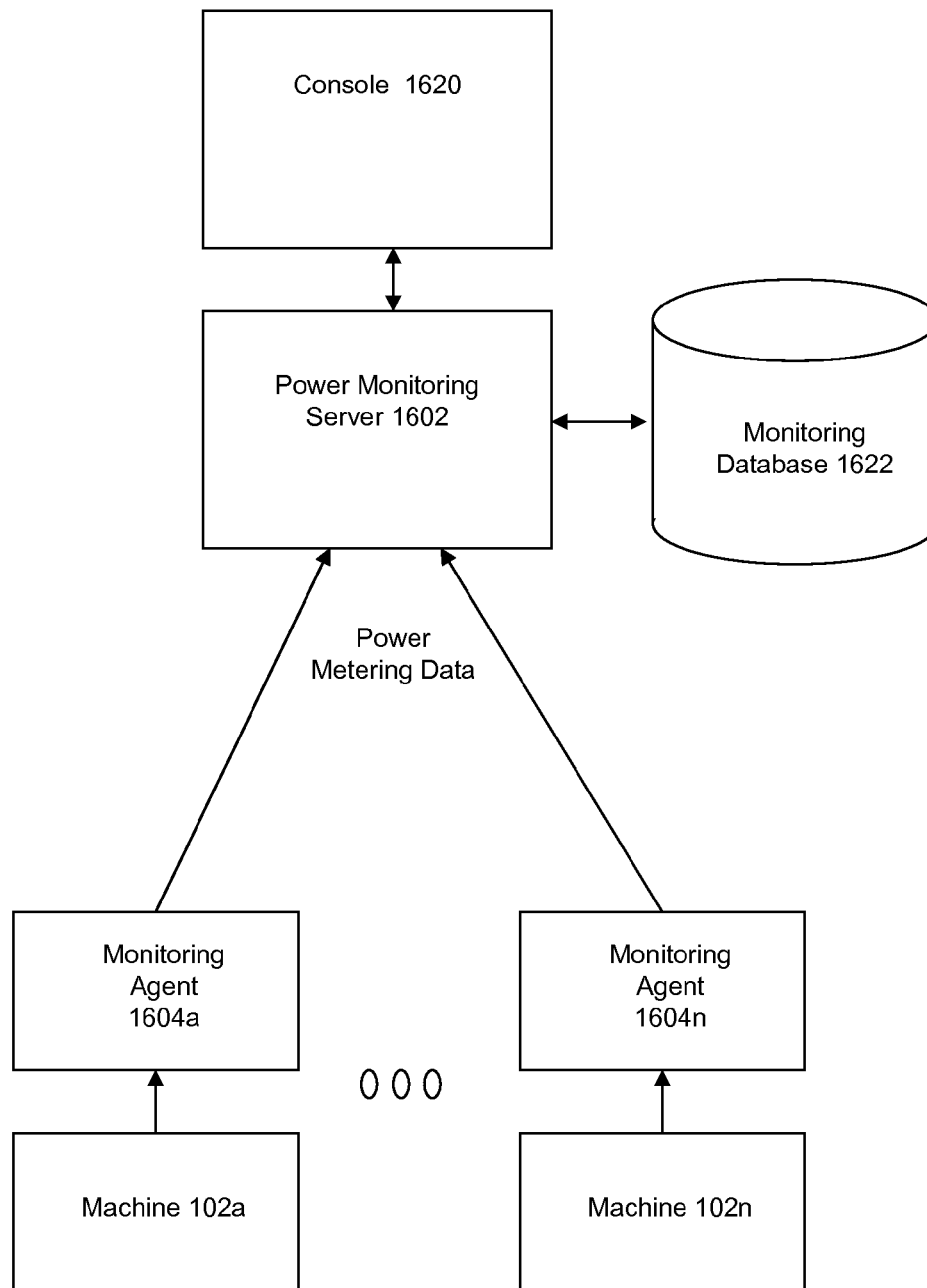 Console 1620
Power Monitoring
Server 1602
Monitoring
Database 1622
Power
Metering Data
Monitoring
Agent
1604a
Monitoring
Agent
1604n
Machine 102a
Machine 102n